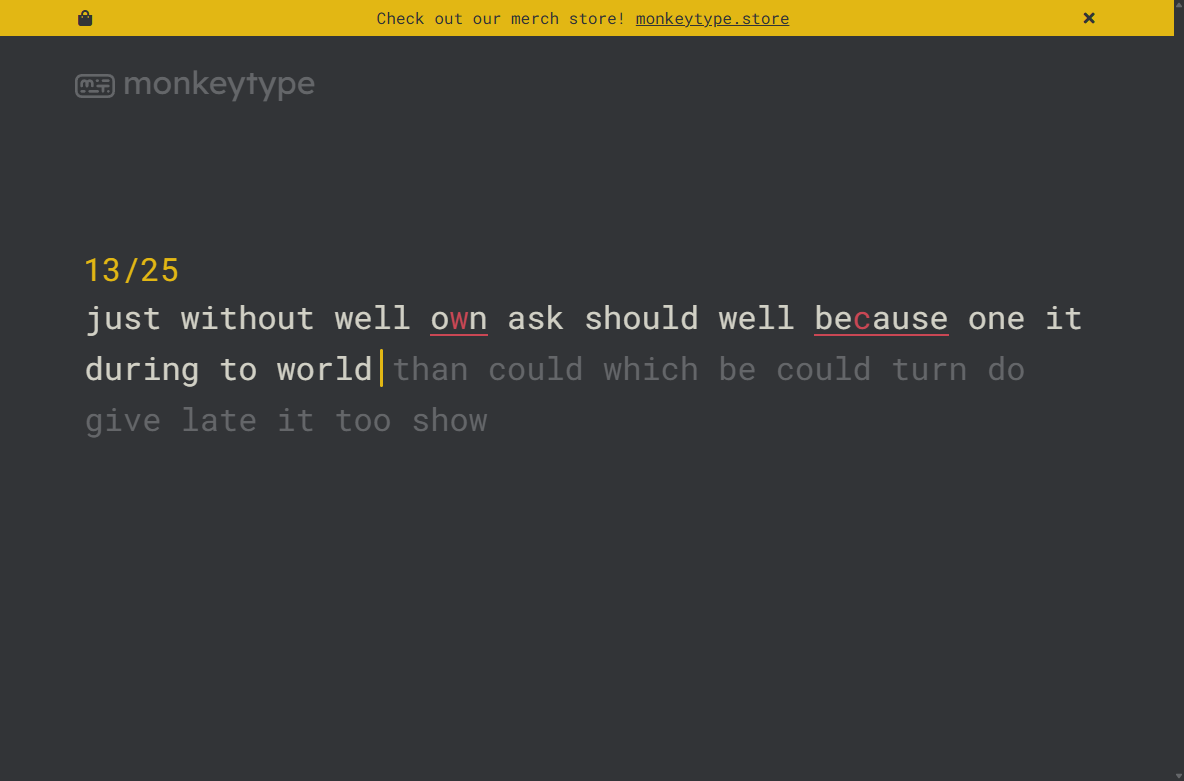 Check out our merch store! monkeytype.store
monkeytype
13/25
just without well own ask should well because one it
during to world than could which be could turn do
give late it too show